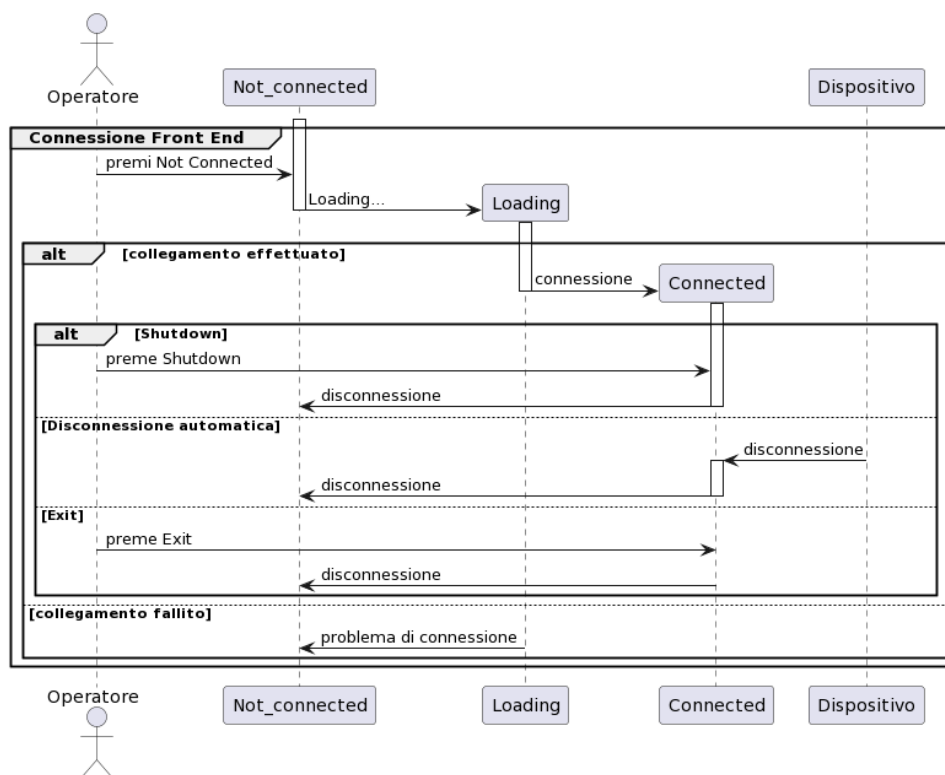 Operatore
Not_connected
Dispositivo
Connessione Front End
premi Not Connected
Loading...
Loading
alt [collegamento effettuato]
connessione
Connected
alt [Shutdown]
preme Shutdown
disconnessione
[Disconnessione automatica]
disconnessione
disconnessione
[Exit]
preme Exit
disconnessione
[collegamento fallito]
problema di connessione
Operatore
Not_connected
Loading
Connected
Dispositivo